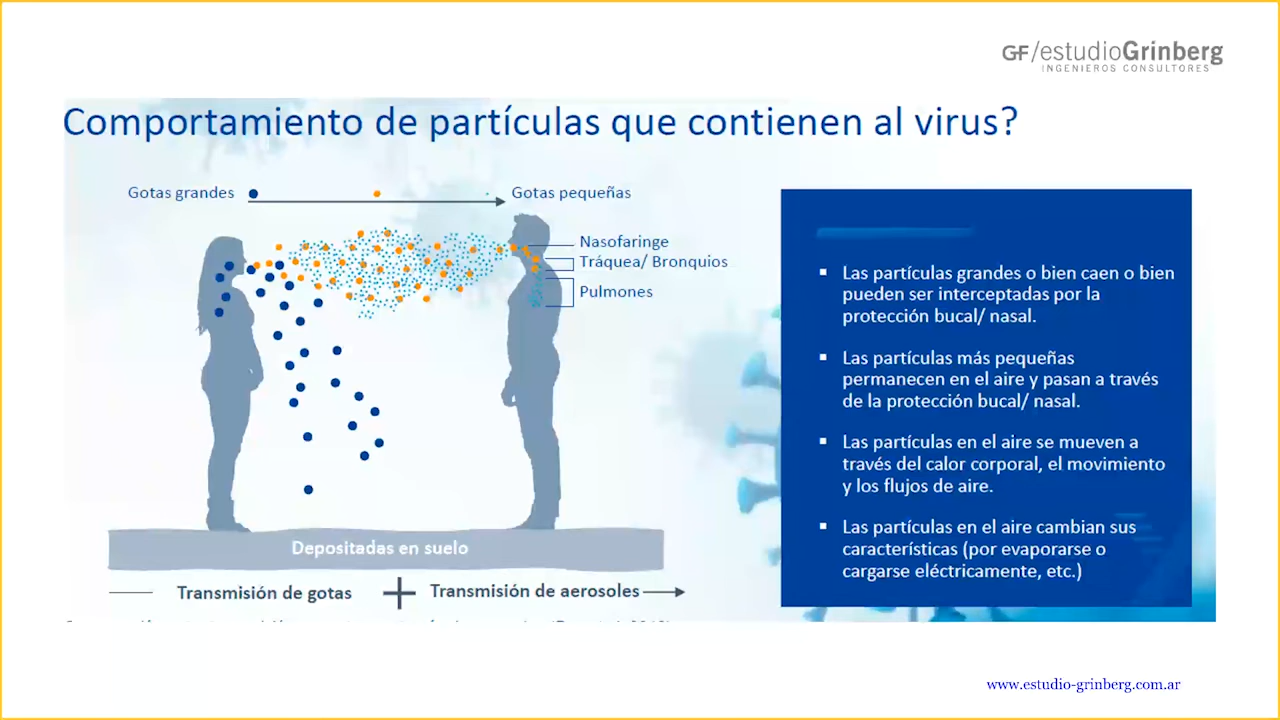 GF/estudioGrinberg
INGENIEROS CONSULTORES
Comportamiento de partículas que contienen al virus?
Gotas grandes
Gotas pequeñas
Nasofaringe
Tráquea/ Bronquios
Pulmones
Depositadas en suelo
Transmisión de gotas
Transmisión de aerosoles
▪ Las partículas grandes o bien caen o bien
pueden ser interceptadas por la
protección bucal/ nasal.
▪ Las partículas más pequeñas
permanecen en el aire y pasan a través
de la protección bucal/ nasal.
▪ Las partículas en el aire se mueven a
través del calor corporal, el movimiento
y los flujos de aire.
▪ Las partículas en el aire cambian sus
características (por evaporarse o
cargarse eléctricamente, etc.)
www.estudio-grinberg.com.ar